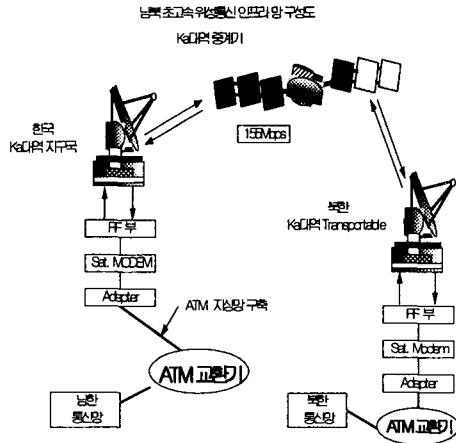 남북 초고속 위성통신 인프라 망 구성도
Ka대역 중계기
155Mbps
한국
Ka대역 지구국
북한
Ka대역 Transportable
RF 부
Sat. MODEM
Adapter
ATM 지상망 구축
ATM 교환기
남한
통신망
RF 부
Sat. Modem
Adapter
북한
통신망
ATM 교환기